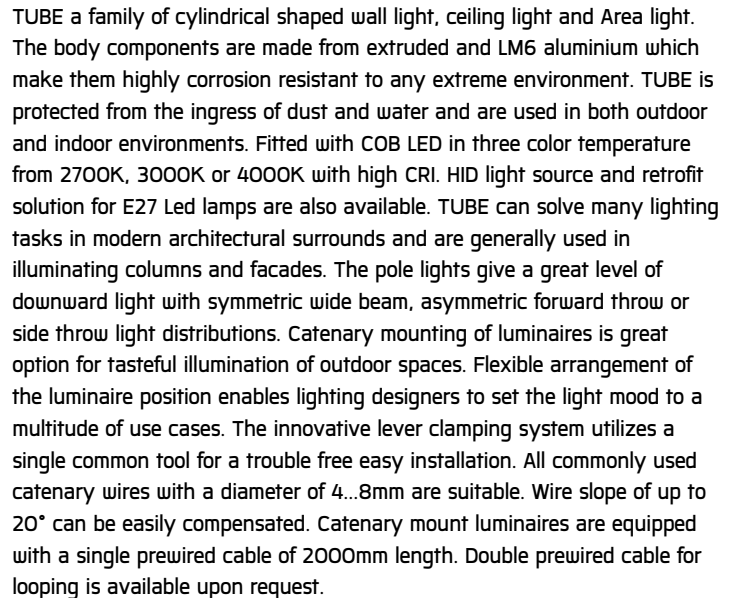 TUBE a family of cylindrical shaped wall light, ceiling light and Area light.
The body components are made from extruded and LM6 aluminium which
make them highly corrosion resistant to any extreme environment. TUBE is
protected from the ingress of dust and water and are used in both outdoor
and indoor environments. Fitted with COB LED in three color temperature
from 2700K, 3000K or 4000K with high CRI. HID light source and retrofit
solution for E27 Led lamps are also available. TUBE can solve many lighting
tasks in modern architectural surrounds and are generally used in
illuminating columns and facades. The pole lights give a great level of
downward light with symmetric wide beam, asymmetric forward throw or
side throw light distributions. Catenary mounting of luminaires is great
option for tasteful illumination of outdoor spaces. Flexible arrangement of
the luminaire position enables lighting designers to set the light mood to a
multitude of use cases. The innovative lever clamping system utilizes a
single common tool for a trouble free easy installation. All commonly used
catenary wires with a diameter of 4...8mm are suitable. Wire slope of up to
20° can be easily compensated. Catenary mount luminaires are equipped
with a single prewired cable of 2000mm length. Double prewired cable for
looping is available upon request.